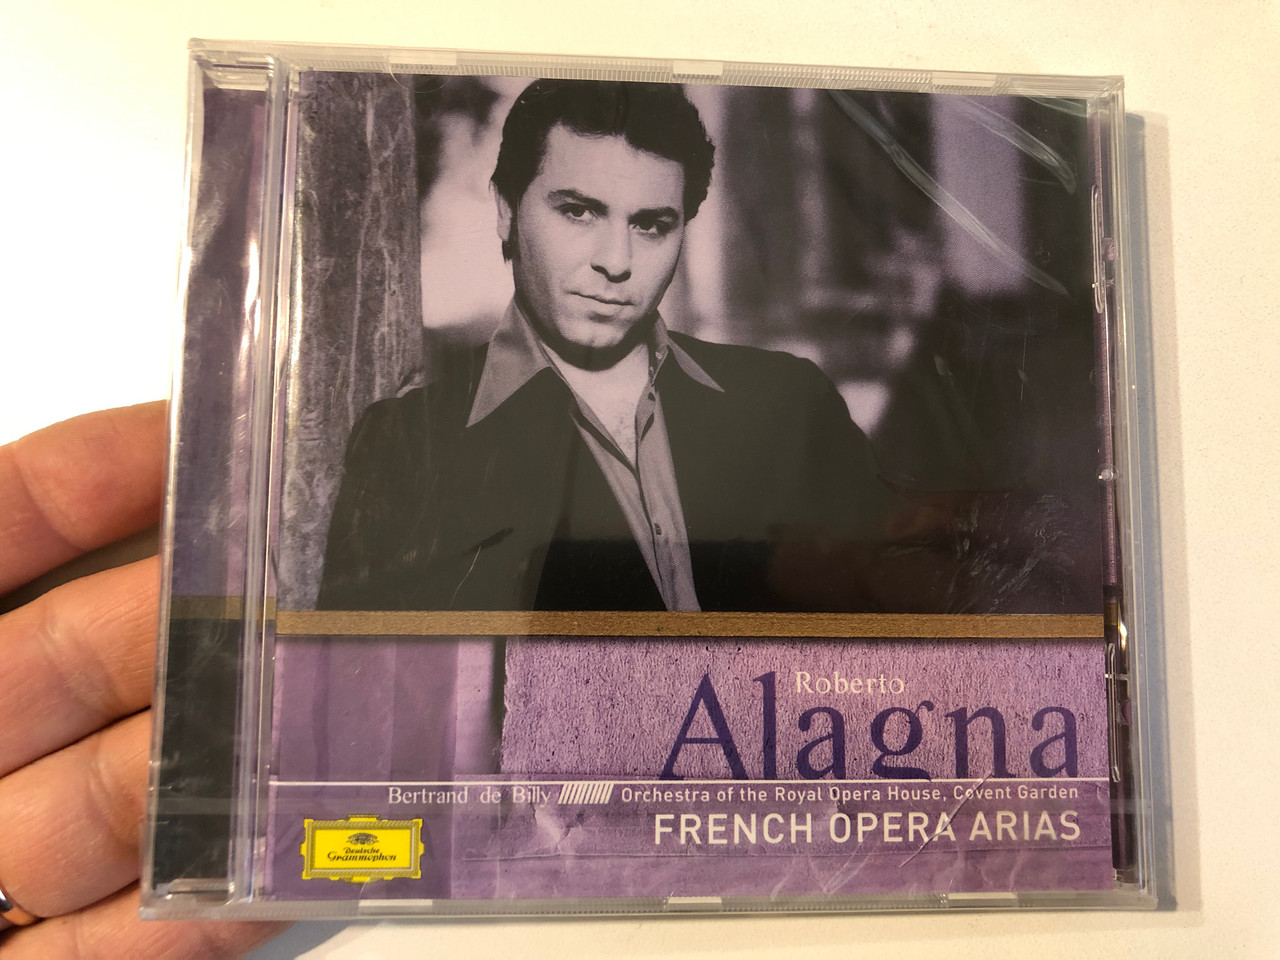 Roberto
Alagna
Bertrand de Billy Orchestra of the Royal Opera House, Covent Garden
FRENCH OPERA ARIAS
Deutsche
Grammophon